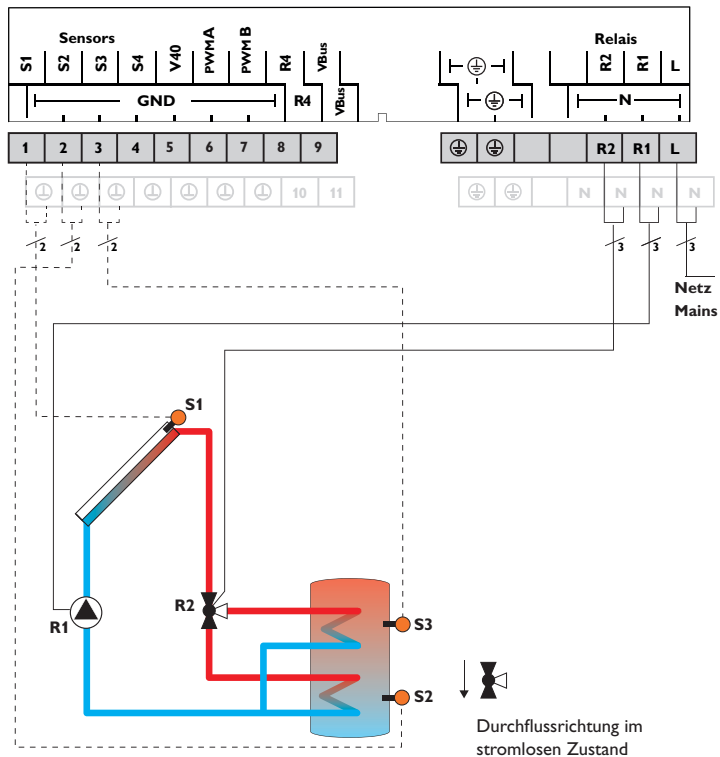 Sensors
Relais
S1 S2 S3 S4 V40 PWM A PWM B R4 VBus
R2 R1 L
GND R4 VBus
N
1 2 3 4 5 6 7 8 9
R2 R1 L
10 11
N N N N
2 2 2
3 3 3
Netz
Mains
S1
R1
R2
S3
S2
Durchflussrichtung im
stromlosen Zustand